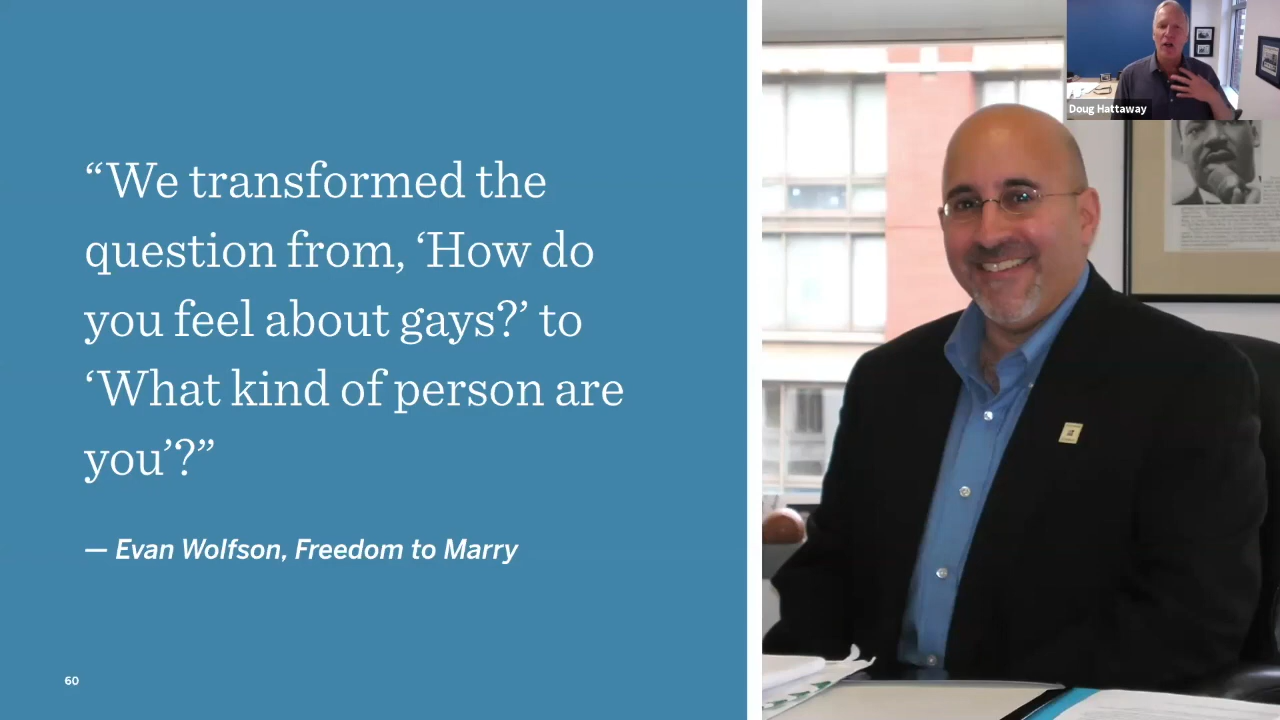 “We transformed the
question from, ‘How do
you feel about gays?’ to
‘What kind of person are
you’?”
— Evan Wolfson, Freedom to Marry
60
Doug Hattaway